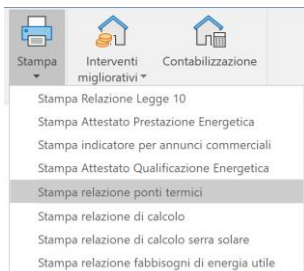 Stampa
Interventi
migliorativi
Contabilizzazione
Stampa Relazione Legge 10
Stampa Attestato Prestazione Energetica
Stampa indicatore per annunci commerciali
Stampa Attestato Qualificazione Energetica
Stampa relazione ponti termici
Stampa relazione di calcolo
Stampa relazione di calcolo serra solare
Stampa relazione fabbisogni di energia utile